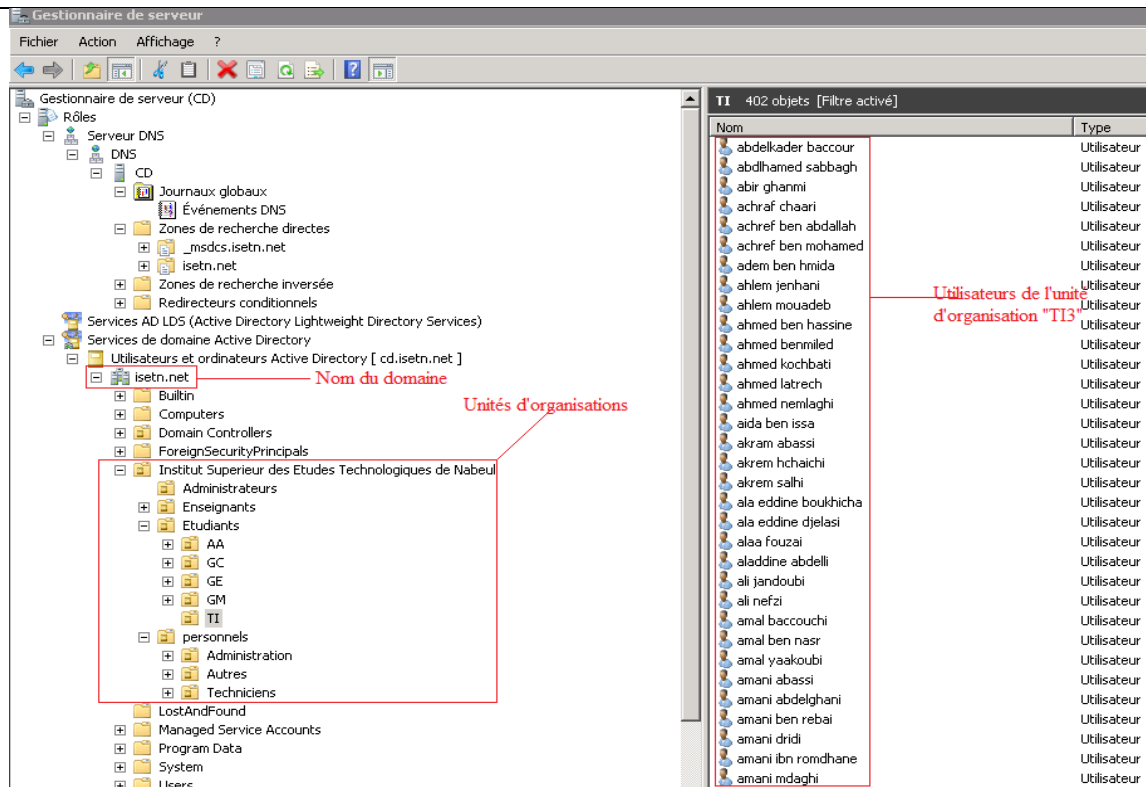 Gestionnaire de serveur
Fichier Action Affichage ?
Gestionnaire de serveur (CD)
Rôles
Serveur DNS
DNS
CD
Journaux globaux
Événements DNS
Zones de recherche directes
_msdcs.isetn.net
isetn.net
Zones de recherche inversée
Redirecteurs conditionnels
Services AD LDS (Active Directory Lightweight Directory Services)
Services de domaine Active Directory
Utilisateurs et ordinateurs Active Directory [ cd.isetn.net ]
isetn.net
Nom du domaine
Builtin
Unités d'organisations
Computers
Domain Controllers
ForeignSecurityPrincipals
Institut Superieur des Etudes Technologiques de Nabeul
Administrateurs
Enseignants
Etudiants
AA
GC
GE
GM
TI
personnels
Administration
Autres
Techniciens
LostAndFound
Managed Service Accounts
Program Data
System
Users
TI 402 objets [Filtre activé]
Nom Type
abdelkader baccour Utilisateur
abdlhamed sabbagh Utilisateur
abir ghanmi Utilisateur
achraf chaari Utilisateur
achref ben abdallah Utilisateur
achref ben mohamed Utilisateur
adem ben hmida Utilisateur
ahlem jenhani Utilisateur
ahlem mouadeb Utilisateur
ahmed ben hassine Utilisateur
ahmed benmiled Utilisateur
ahmed kochbati Utilisateur
ahmed latrech Utilisateur
ahmed nemlaghi Utilisateur
aida ben issa Utilisateur
akram abassi Utilisateur
akrem hchaichi Utilisateur
akrem salhi Utilisateur
ala eddine boukhicha Utilisateur
ala eddine djelasi Utilisateur
alaa fouzai Utilisateur
aladdine abdelli Utilisateur
ali jandoubi Utilisateur
ali nefzi Utilisateur
amal baccouchi Utilisateur
amal ben nasr Utilisateur
amal yaakoubi Utilisateur
amani abassi Utilisateur
amani abdelghani Utilisateur
amani ben rebai Utilisateur
amani dridi Utilisateur
amani ibn romdhane Utilisateur
amani mdaghi Utilisateur
Utilisateurs de l'unité
d'organisation "TI3"